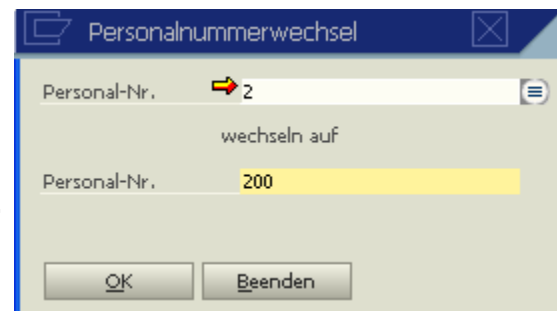 Personalnummerwechsel
Personal-Nr. 2
wechseln auf
Personal-Nr. 200
OK Beenden